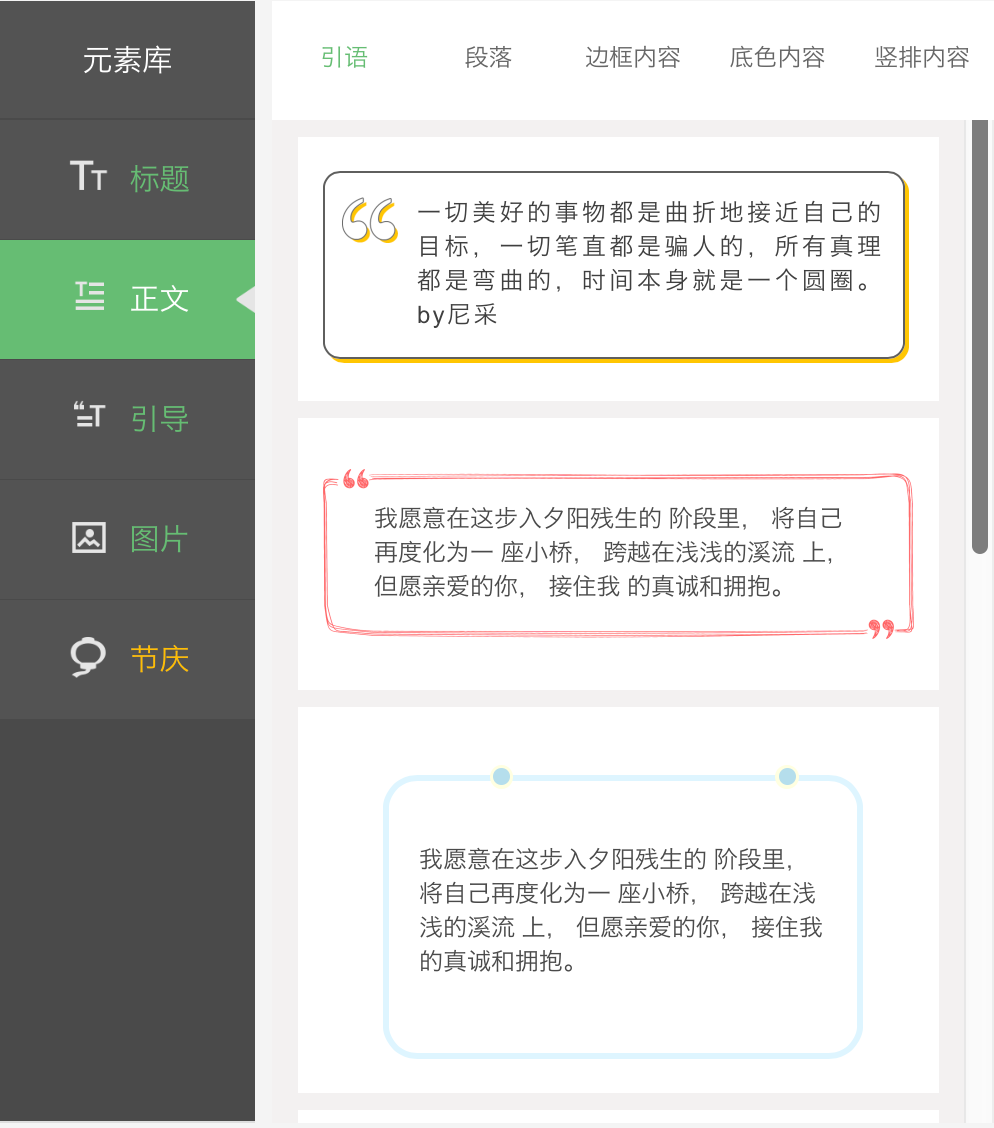 元素库
标题
正文
引导
图片
节庆
引语 段落 边框内容 底色内容 竖排内容
一切美好的事物都是曲折地接近自己的
目标，一切笔直都是骗人的，所有真理
都是弯曲的，时间本身就是一个圆圈。
by尼采
我愿意在这步入夕阳残生的 阶段里， 将自己
再度化为一 座小桥， 跨越在浅浅的溪流 上，
但愿亲爱的你， 接住我 的真诚和拥抱。
我愿意在这步入夕阳残生的 阶段里，
将自己再度化为一 座小桥， 跨越在浅
浅的溪流 上， 但愿亲爱的你， 接住我
的真诚和拥抱。